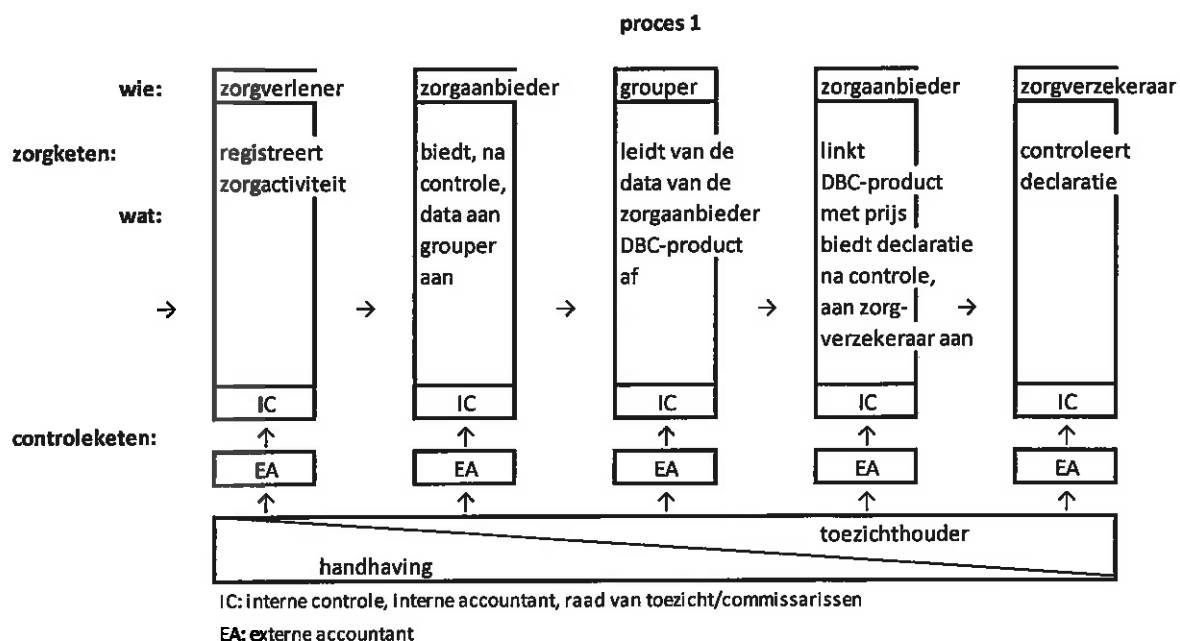 proces 1
wie: zorgverlener zorgaanbieder grouper zorgaanbieder zorgverzekeraar
zorgketen: registreert biedt, na leidt van de linkt controleert
zorgactiviteit controle, data van de DBC-product declaratie
wat: data aan zorgaanbieder met prijs
grouper DBC-product biedt declaratie
aan af na controle,
→ → → → aan zorg- →
verzekeraar aan
IC IC IC IC IC
controleketen:
EA EA EA EA EA
toezichthouder
handhaving
IC: interne controle, interne accountant, raad van toezicht/commissarissen
EA: externe accountant